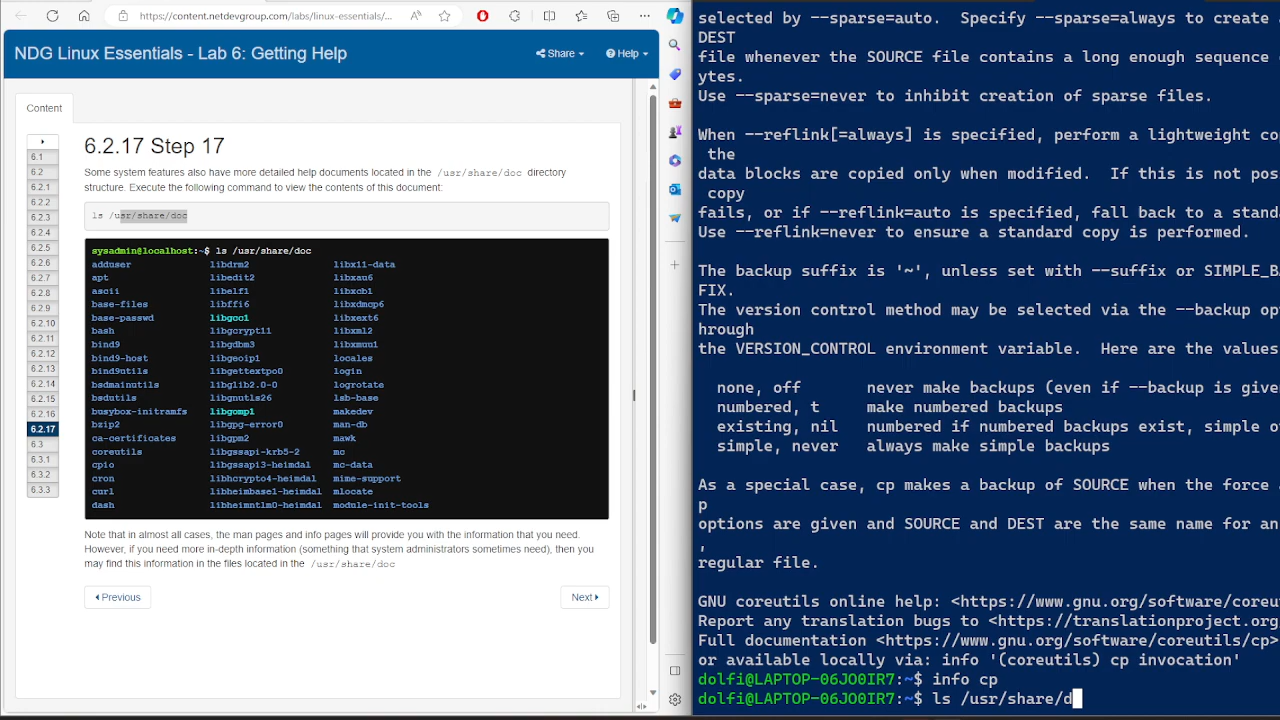 https://content.netdevgroup.com/labs/linux-essentials/...
NDG Linux Essentials - Lab 6: Getting Help
Share
Help
Content
6.1
6.2
6.2.1
6.2.2
6.2.3
6.2.4
6.2.5
6.2.6
6.2.7
6.2.8
6.2.9
6.2.10
6.2.11
6.2.12
6.2.13
6.2.14
6.2.15
6.2.16
6.2.17
6.3
6.3.1
6.3.2
6.3.3
6.2.17 Step 17
Some system features also have more detailed help documents located in the /usr/share/doc directory
structure. Execute the following command to view the contents of this document:
ls /usr/share/doc
sysadmin@localhost:~$ ls /usr/share/doc
adduser libdrm2 libx11-data
apt libedit2 libxau6
ascii libelf1 libxcb1
base-files libffi6 libxdmcp6
base-passwd libgcc1 libxext6
bash libgcrypt11 libxml2
bind9 libgdbm3 libxmuu1
bind9-host libgeoip1 locales
bind9utils libgettextpo0 login
bsdmainutils libglib2.0-0 logrotate
bsdutils libgnutls26 lsb-base
busybox-initramfs libgomp1 makedev
bzip2 libgpg-error0 man-db
ca-certificates libgpm2 mawk
coreutils libgssapi-krb5-2 mc
cpio libgssapi3-heimdal mc-data
cron libhcrypto4-heimdal mime-support
curl libheimbase1-heimdal mlocate
dash libheimntlm0-heimdal module-init-tools
Note that in almost all cases, the man pages and info pages will provide you with the information that you need.
However, if you need more in-depth information (something that system administrators sometimes need), then you
may find this information in the files located in the /usr/share/doc
Previous
Next
selected by --sparse=auto.  Specify --sparse=always to create
DEST
file whenever the SOURCE file contains a long enough sequence
ytes.
Use --sparse=never to inhibit creation of sparse files.
When --reflink[=always] is specified, perform a lightweight co
the
data blocks are copied only when modified.  If this is not pos
copy
fails, or if --reflink=auto is specified, fall back to a stand
Use --reflink=never to ensure a standard copy is performed.
The backup suffix is '~', unless set with --suffix or SIMPLE_BA
FIX.
The version control method may be selected via the --backup op
hrough
the VERSION_CONTROL environment variable.  Here are the values
none, off       never make backups (even if --backup is given
numbered, t     make numbered backups
existing, nil   numbered if numbered backups exist, simple o
simple, never   always make simple backups
As a special case, cp makes a backup of SOURCE when the force
p
options are given and SOURCE and DEST are the same name for an
,
regular file.
GNU coreutils online help: <https://www.gnu.org/software/coreu
Report any translation bugs to <https://translationproject.org
Full documentation <https://www.gnu.org/software/coreutils/cp>
or available locally via: info '(coreutils) cp invocation'
dolfi@LAPTOP-06JO0IR7:~$ info cp
dolfi@LAPTOP-06JO0IR7:~$ ls /usr/share/d